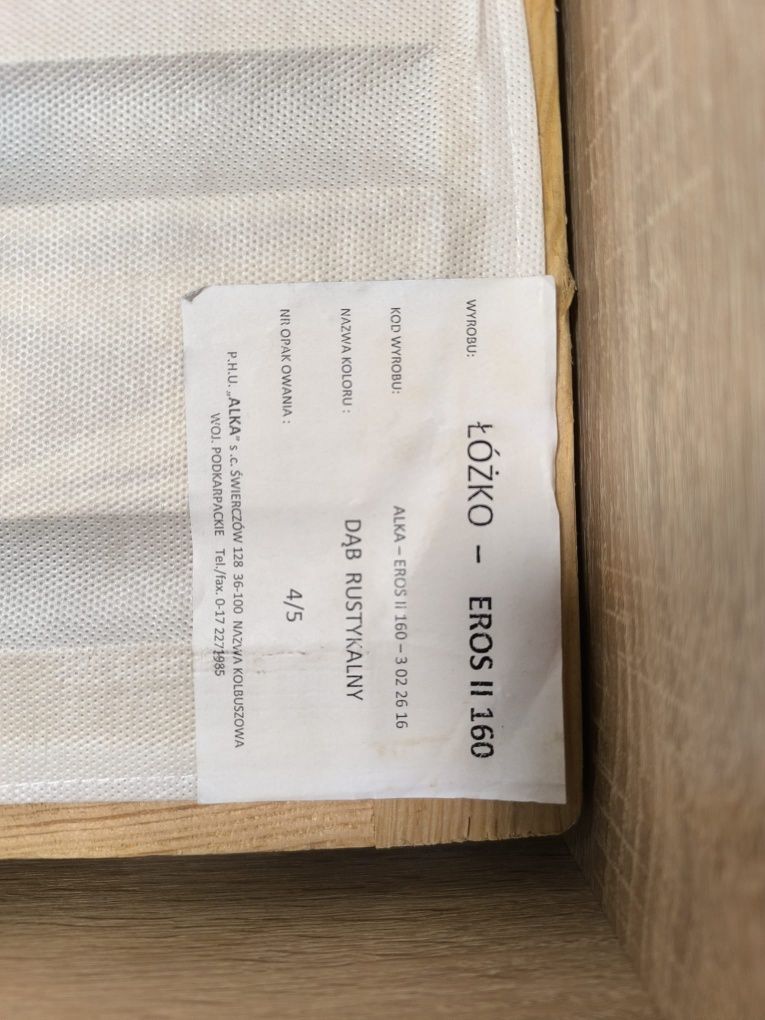 WYROBU: ŁÓŻKO – EROS II 160
KOD WYROBU: ALKA – EROS II 160 – 3 02 26 16
NAZWA KOLORU : DĄB RUSTYKALNY
NR OPAK OWANIA : 4/5
P.H.U. „ALKA" s .c. ŚWIERCZÓW 128 36-100 NAZWA KOLBUSZOWA
WOJ. PODKARPACKIE Tel./fax. 0-17 2271985